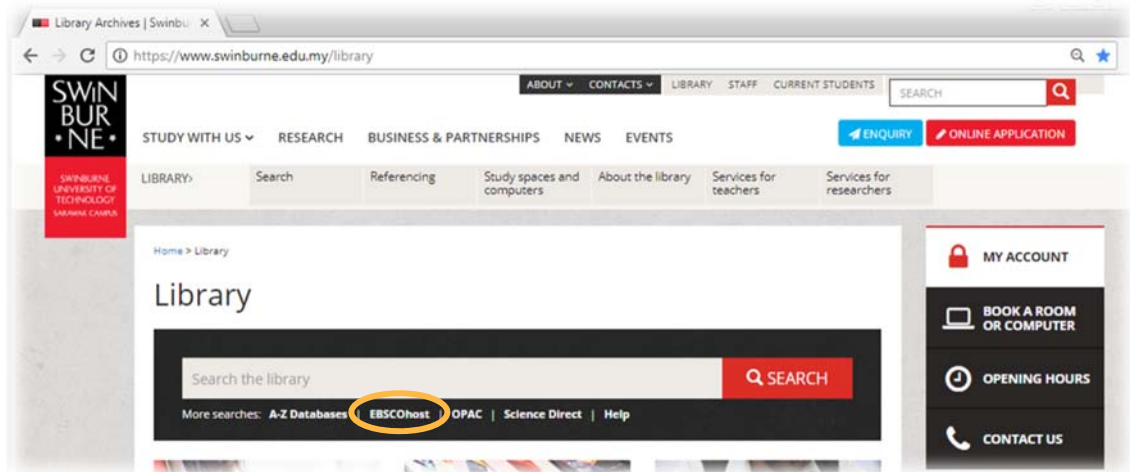 Library Archives | Swinbu
https://www.swinburne.edu.my/library
SWIN
BUR
• NE •
SWINBURNE
UNIVERSITY OF
TECHNOLOGY
SARAWAK CAMPUS
ABOUT CONTACTS LIBRARY STAFF CURRENT STUDENTS SEARCH
STUDY WITH US RESEARCH BUSINESS & PARTNERSHIPS NEWS EVENTS ENQUIRY ONLINE APPLICATION
LIBRARY> Search Referencing Study spaces and computers About the library Services for teachers Services for researchers
Home > Library
Library
Search the library SEARCH
More searches: A-Z Databases | EBSCOhost | OPAC | Science Direct | Help
MY ACCOUNT
BOOK A ROOM
OR COMPUTER
OPENING HOURS
CONTACT US